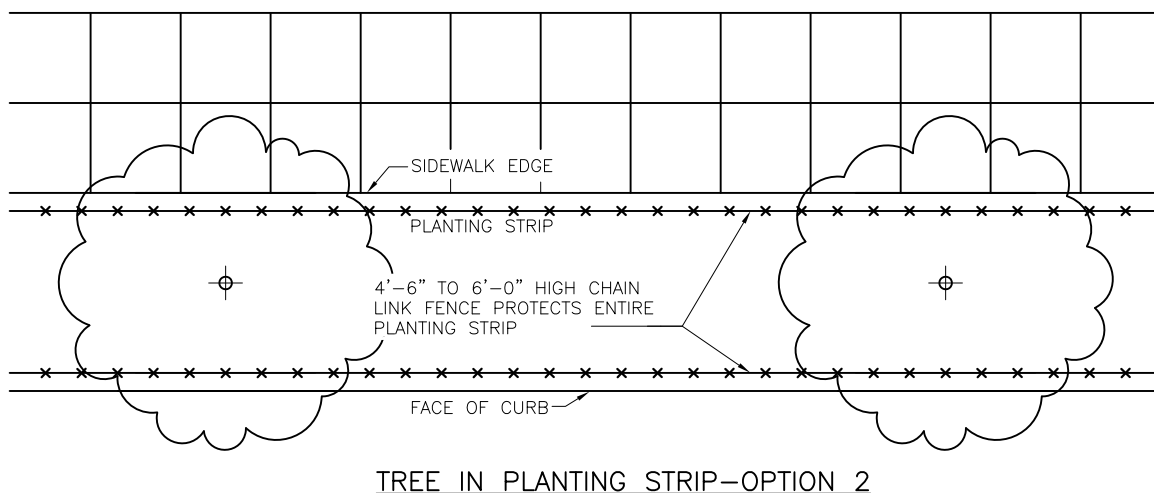 SIDEWALK EDGE
PLANTING STRIP
4'-6" TO 6'-0" HIGH CHAIN
LINK FENCE PROTECTS ENTIRE
PLANTING STRIP
FACE OF CURB
TREE IN PLANTING STRIP-OPTION 2